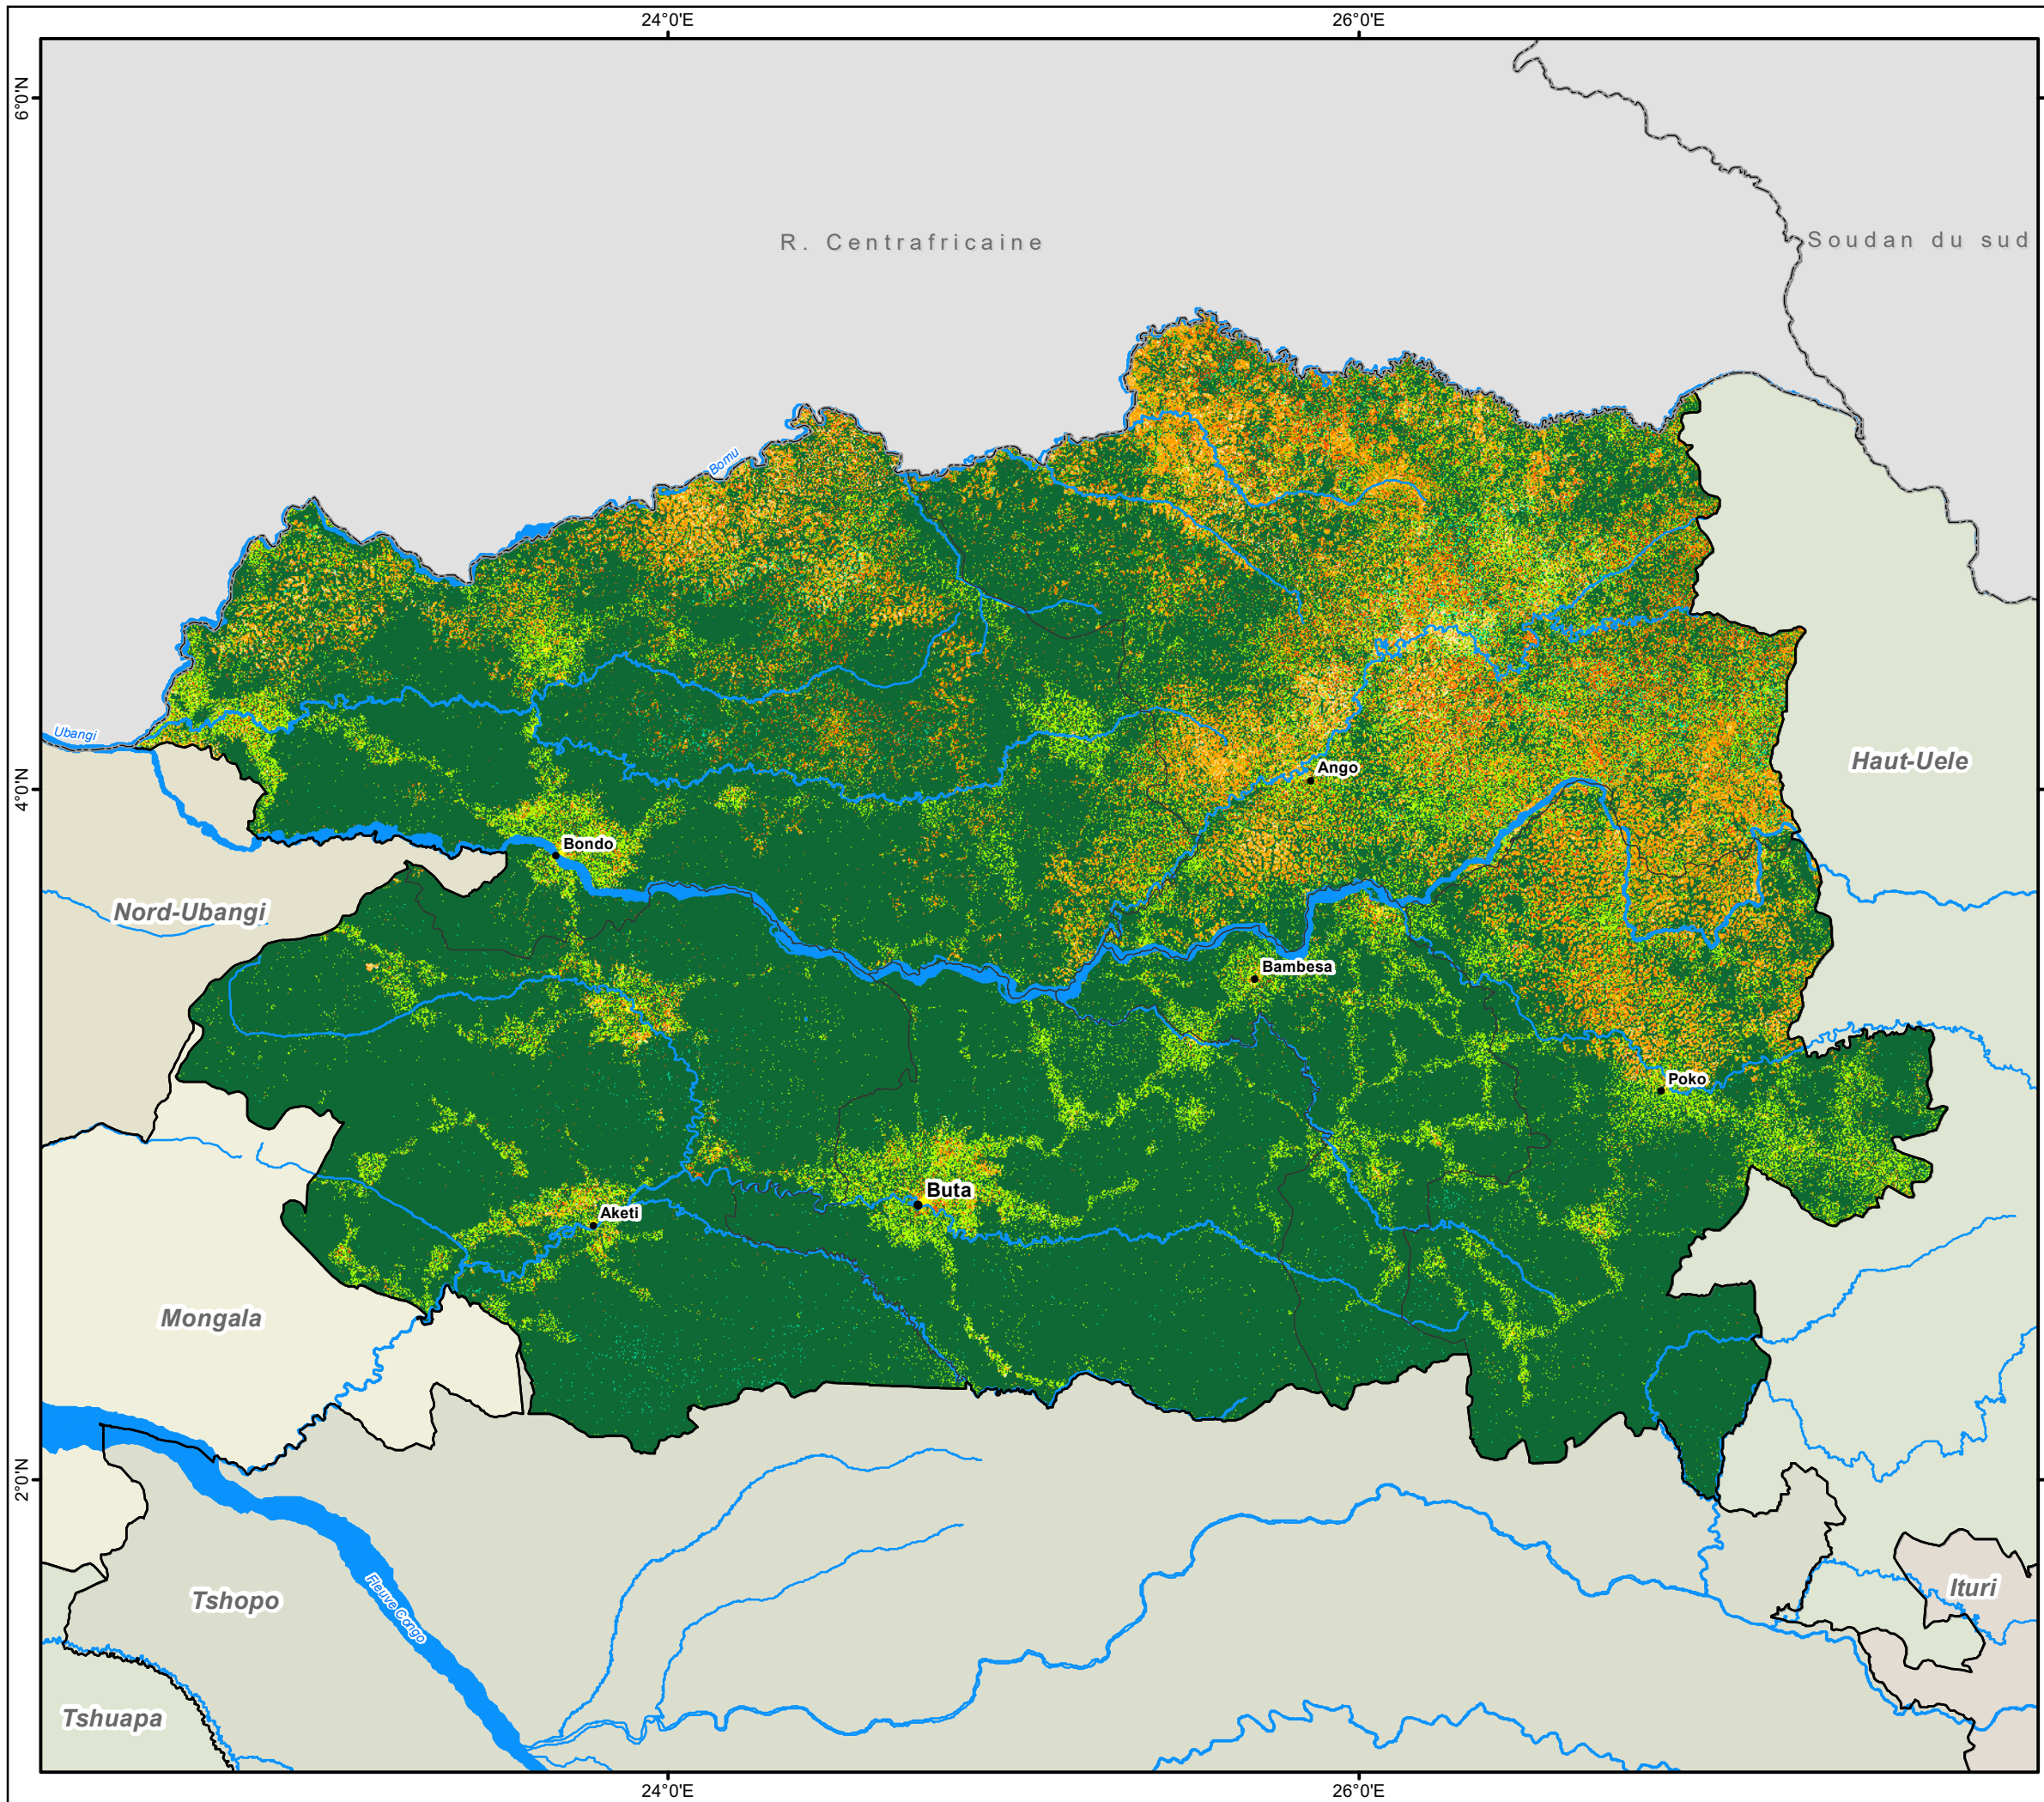 24°0'E
26°0'E
6°0'N
R. Centrafricaine
Soudan du sud
Bomu
Ubangi
4°0'N
Haut-Uele
Ango
Bondo
Nord-Ubangi
Bambesa
Poko
Buta
Aketi
Mongala
2°0'N
Ituri
Tshopo
Fleuve Congo
Tshuapa
24°0'E
26°0'E